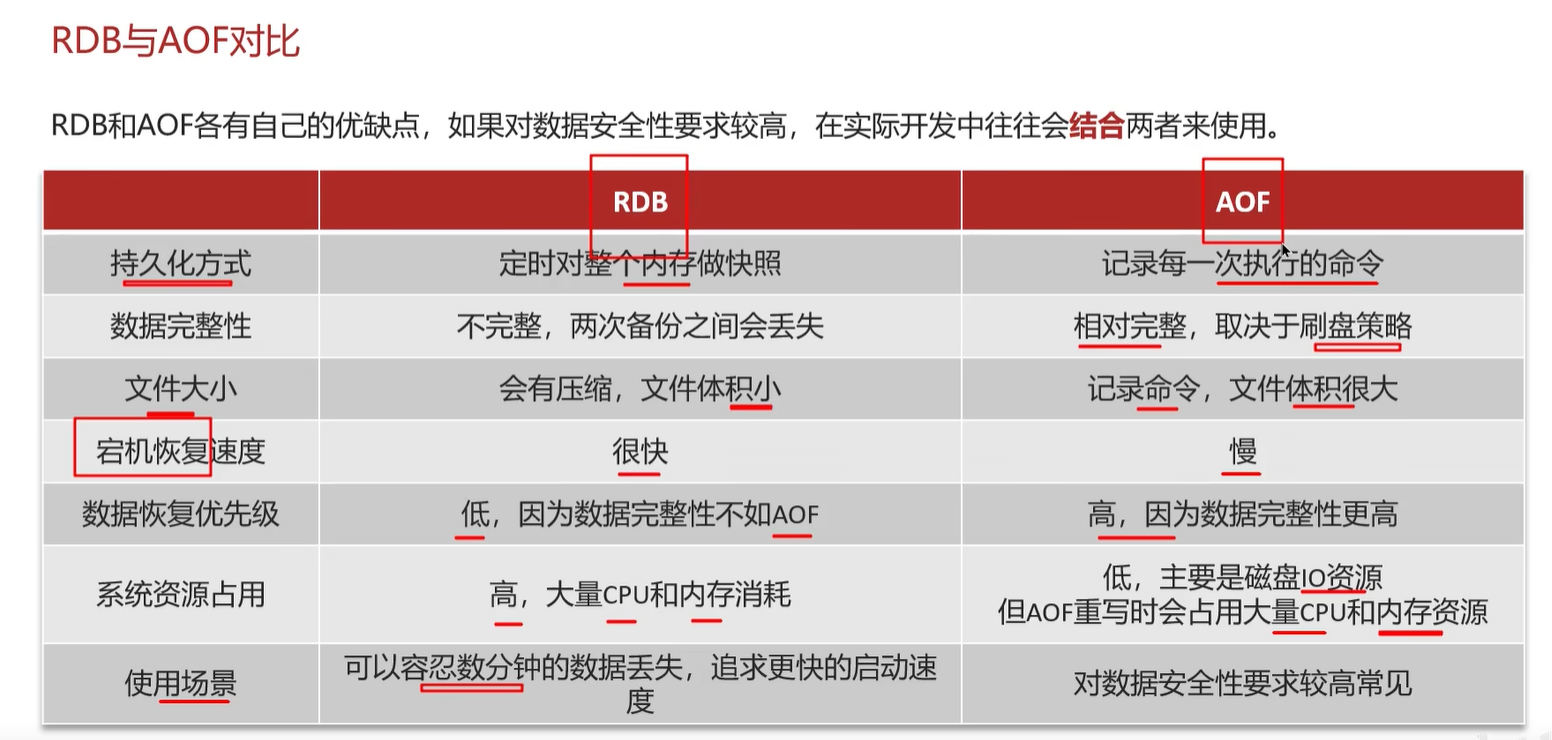 RDB与AOF对比
RDB和AOF各有自己的优缺点，如果对数据安全性要求较高，在实际开发中往往会结合两者来使用。
RDB AOF
持久化方式 定时对整个内存做快照 记录每一次执行的命令
数据完整性 不完整，两次备份之间会丢失 相对完整，取决于刷盘策略
文件大小 会有压缩，文件体积小 记录命令，文件体积很大
宕机恢复速度 很快 慢
数据恢复优先级 低，因为数据完整性不如AOF 高，因为数据完整性更高
系统资源占用 高，大量CPU和内存消耗 低，主要是磁盘IO资源
但AOF重写时会占用大量CPU和内存资源
使用场景 可以容忍数分钟的数据丢失，追求更快的启动速
度 对数据安全性要求较高常见